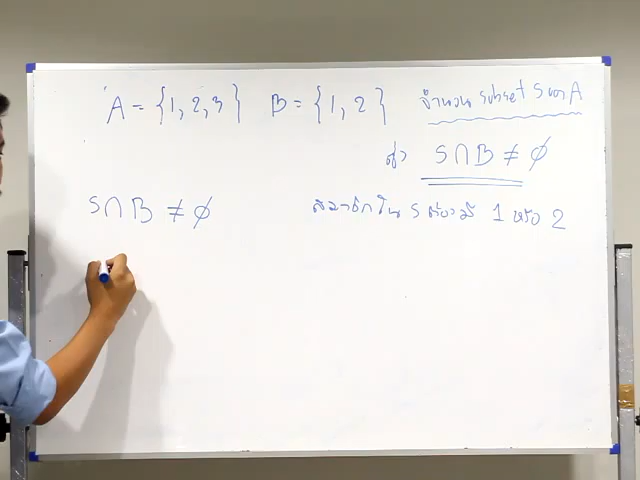 A = {1, 2, 3} B = {1, 2} จำนวน subset S ของ A
ซึ่ง S∩B ≠ ∅
S∩B ≠ ∅ สมาชิกใน S ต้องมี 1 หรือ 2